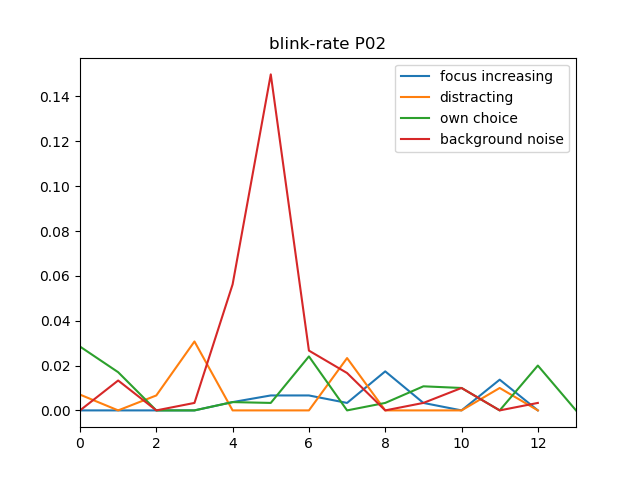 blink-rate P02
focus increasing
distracting
own choice
background noise
0.14
0.12
0.10
0.08
0.06
0.04
0.02
0.00
0 2 4 6 8 10 12